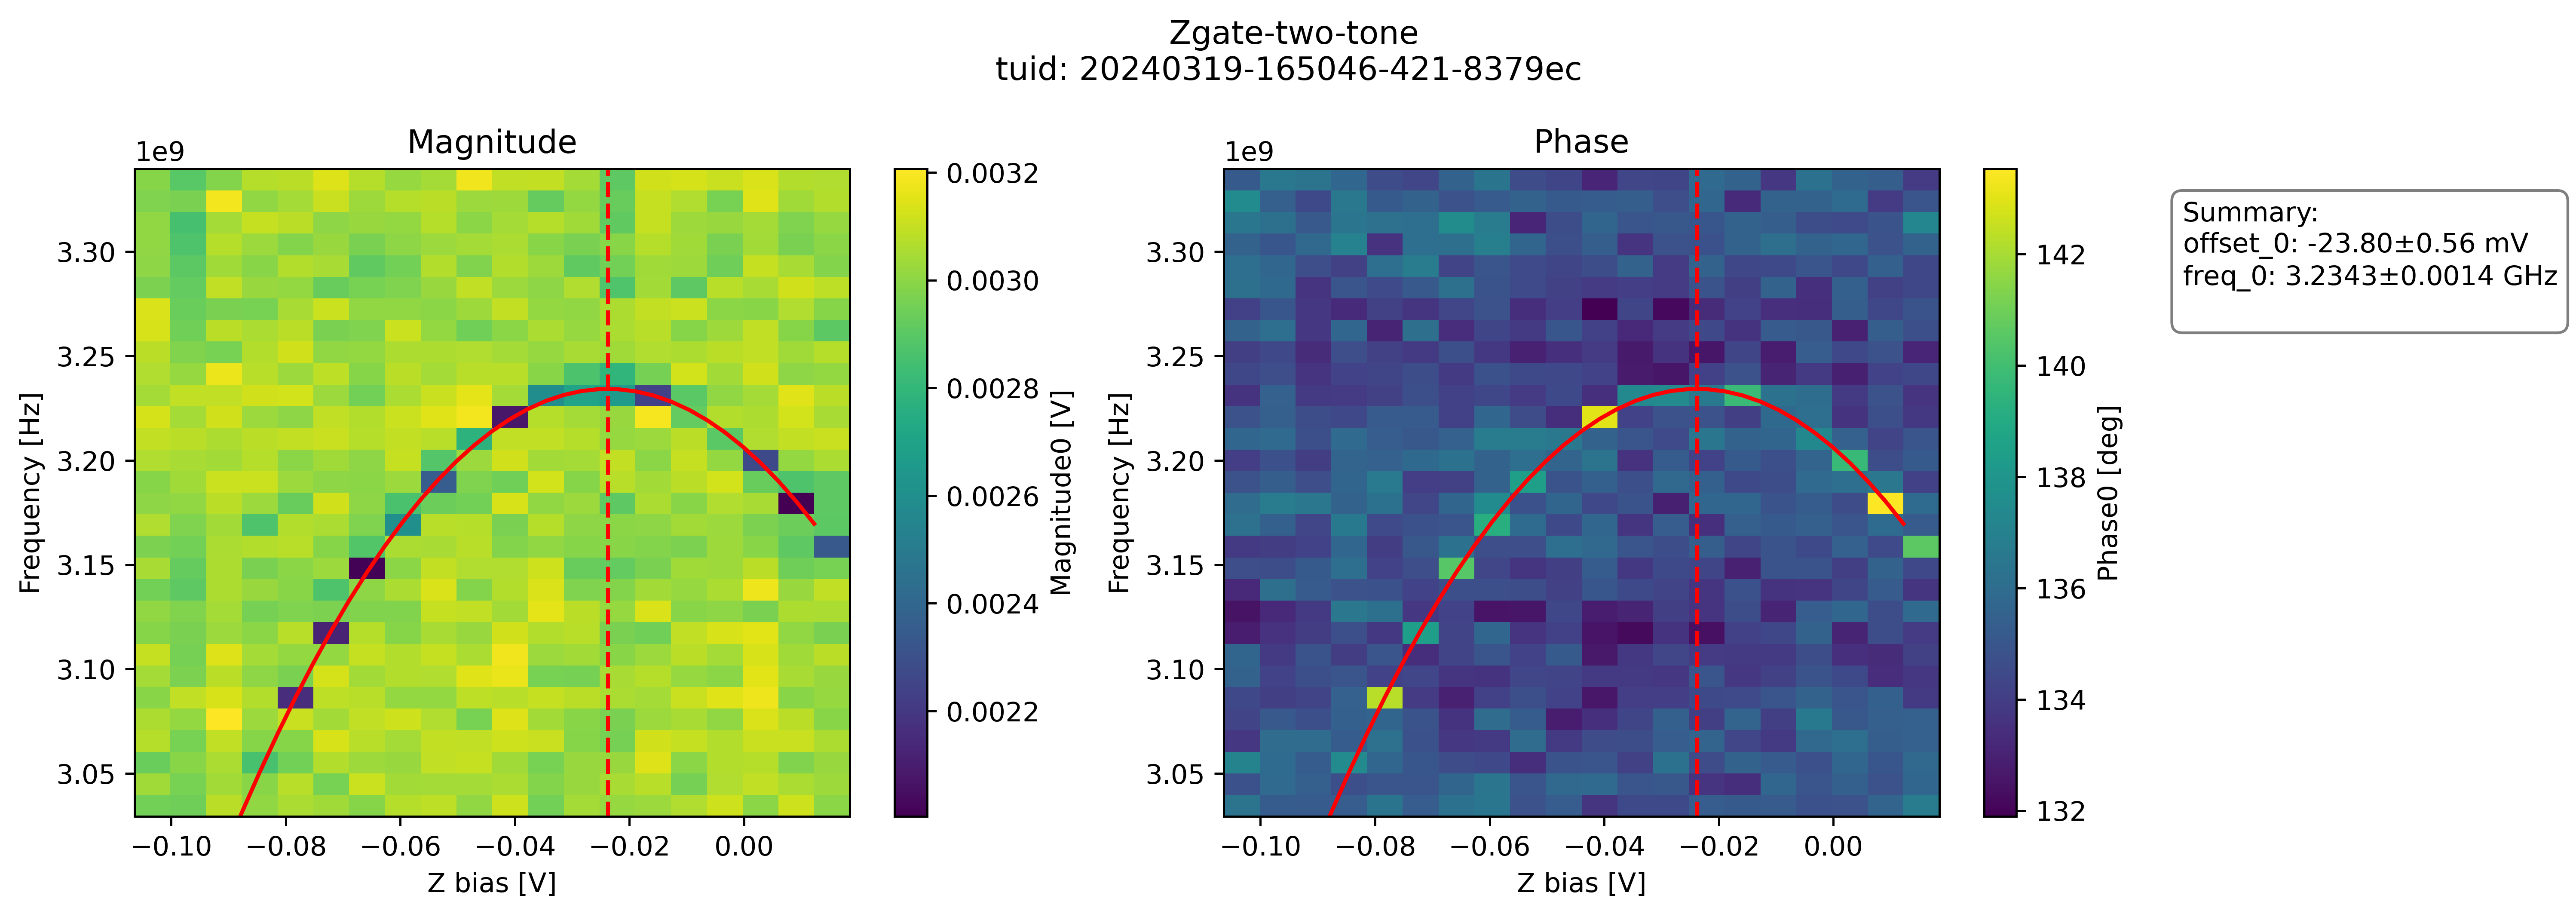 Zgate-two-tone
tuid: 20240319-165046-421-8379ec
Magnitude
1e9
3.30
3.25
3.20
3.15
3.10
3.05
Frequency [Hz]
−0.10 −0.08 −0.06 −0.04 −0.02 0.00
Z bias [V]
0.0032
0.0030
0.0028
0.0026
0.0024
0.0022
Magnitude0 [V]
Phase
1e9
3.30
3.25
3.20
3.15
3.10
3.05
Frequency [Hz]
−0.10 −0.08 −0.06 −0.04 −0.02 0.00
Z bias [V]
142
140
138
136
134
132
Phase0 [deg]
Summary:
offset_0: -23.80±0.56 mV
freq_0: 3.2343±0.0014 GHz